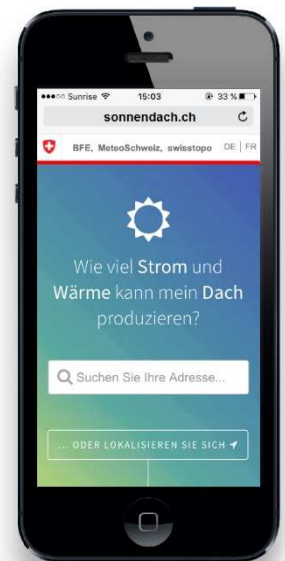 ●●●○○ Sunrise 15:03 33 %
sonnendach.ch
BFE, MeteoSchweiz, swisstopo DE | FR
Wie viel Strom und
Wärme kann mein Dach
produzieren?
Suchen Sie Ihre Adresse...
... ODER LOKALISIEREN SIE SICH